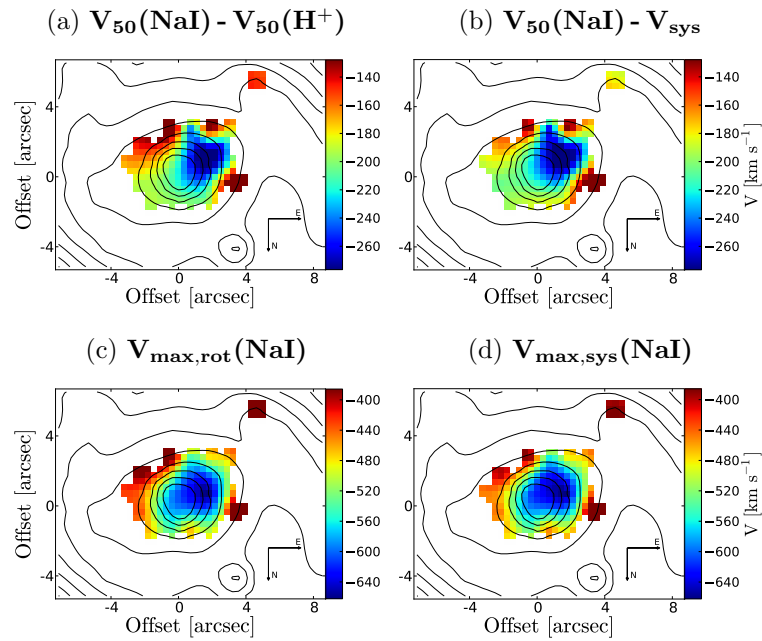 (a) V50(NaI) - V50(H+)
(b) V50(NaI) - Vsys
Offset [arcsec]
4
0
-4
-4 0 4 8
Offset [arcsec]
E
N
−140
−160
−180
−200
−220
−240
−260
-4 0 4 8
4
0
-4
Offset [arcsec]
E
N
−140
−160
−180
−200
−220
−240
−260
V [km s−1]
(c) Vmax,rot(NaI)
(d) Vmax,sys(NaI)
Offset [arcsec]
4
0
-4
-4 0 4 8
Offset [arcsec]
E
N
−400
−440
−480
−520
−560
−600
−640
4
0
-4
-4 0 4 8
Offset [arcsec]
E
N
−400
−440
−480
−520
−560
−600
−640
V [km s−1]